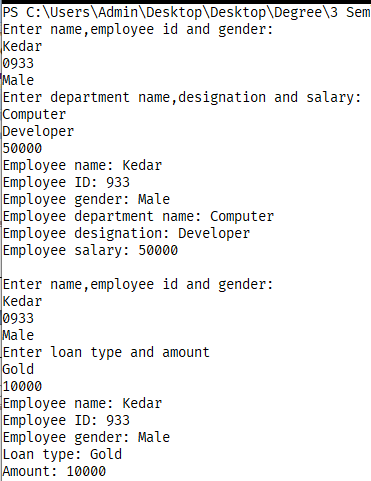 PS C:\Users\Admin\Desktop\Desktop\Degree\3 Sem
Enter name,employee id and gender:
Kedar
0933
Male
Enter department name,designation and salary:
Computer
Developer
50000
Employee name: Kedar
Employee ID: 933
Employee gender: Male
Employee department name: Computer
Employee designation: Developer
Employee salary: 50000
Enter name,employee id and gender:
Kedar
0933
Male
Enter loan type and amount
Gold
10000
Employee name: Kedar
Employee ID: 933
Employee gender: Male
Loan type: Gold
Amount: 10000